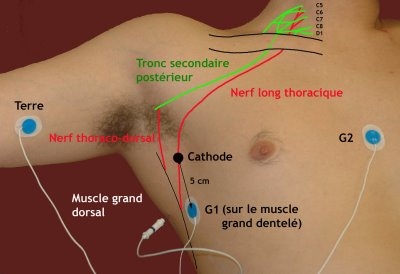 C5
C6
C7
C8
D1
Tronc secondaire
postérieur
Nerf long thoracique
Terre
Nerf thoraco-dorsal
G2
Cathode
5 cm
Muscle grand
dorsal
G1 (sur le muscle
grand dentelé)